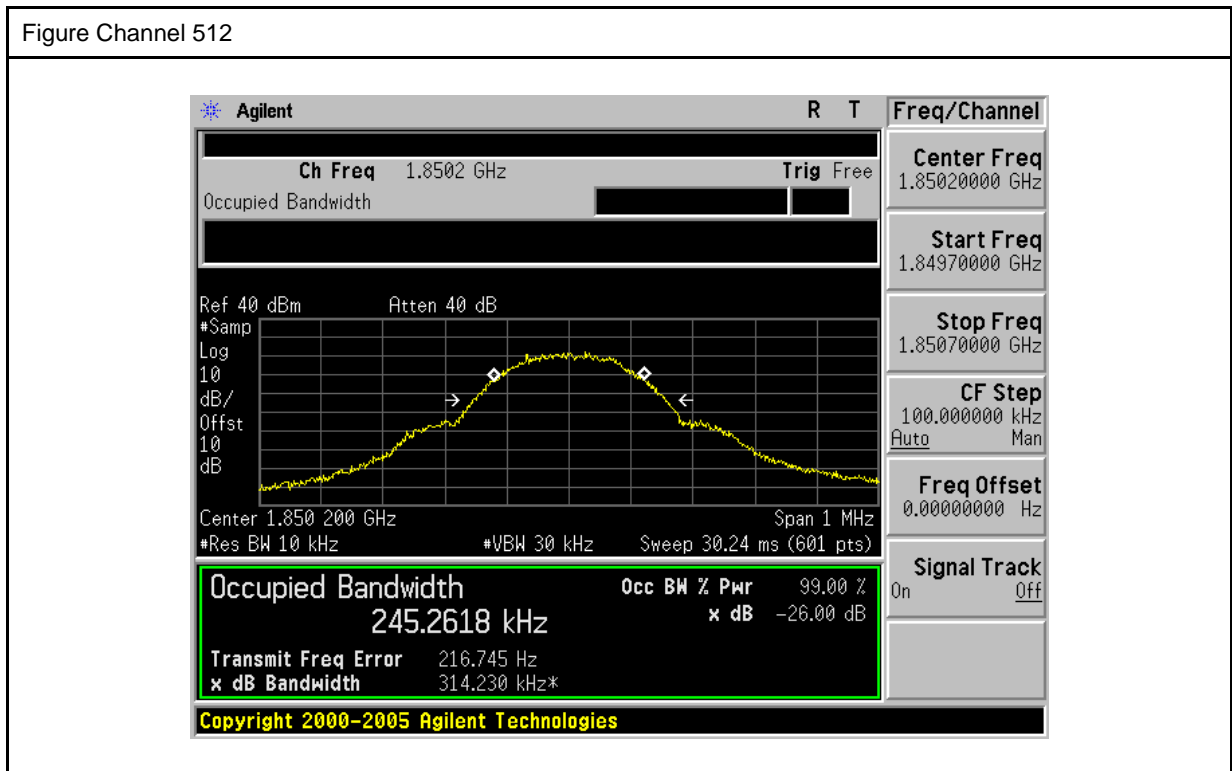 Figure Channel 512
Agilent R T Freq/Channel
Ch Freq 1.8502 GHz Trig Free
Occupied Bandwidth
Center Freq
1.85020000 GHz
Start Freq
1.84970000 GHz
Stop Freq
1.85070000 GHz
CF Step
100.000000 kHz
Auto Man
Freq Offset
0.00000000 Hz
Signal Track
On Off
Ref 40 dBm Atten 40 dB
#Samp
Log
10
dB/
Offst
10
dB
Center 1.850 200 GHz Span 1 MHz
#Res BW 10 kHz #VBW 30 kHz Sweep 30.24 ms (601 pts)
Occupied Bandwidth Occ BW % Pwr 99.00 %
245.2618 kHz x dB -26.00 dB
Transmit Freq Error 216.745 Hz
x dB Bandwidth 314.230 kHz*
Copyright 2000-2005 Agilent Technologies